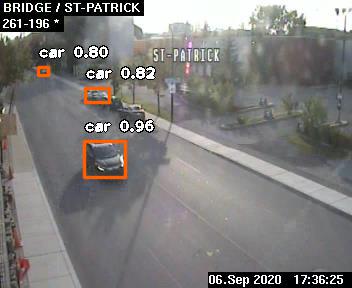 BRIDGE / ST-PATRICK
261-196 *
car 0.80
ST-PATRICK
car 0.82
car 0.96
06.Sep 2020 17:36:25